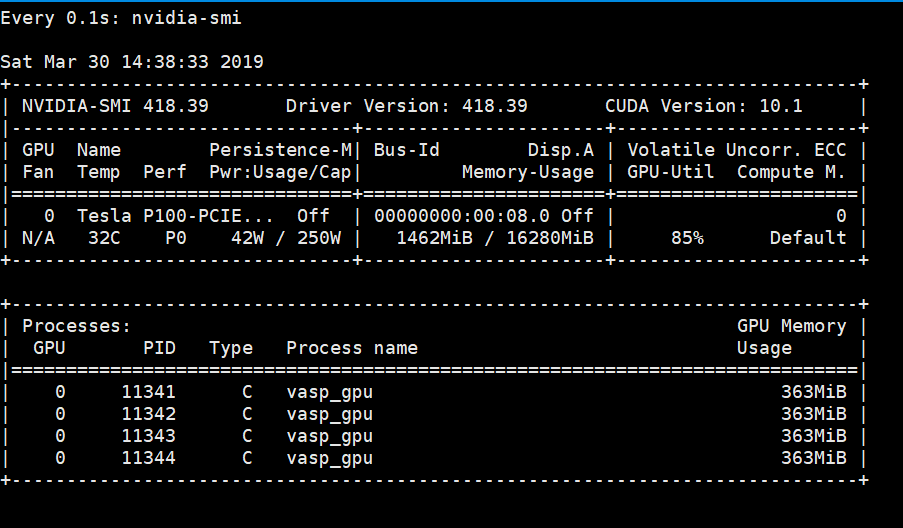 Every 0.1s: nvidia-smi
Sat Mar 30 14:38:33 2019
+-----------------------------------------------------------------------------+
| NVIDIA-SMI 418.39       Driver Version: 418.39       CUDA Version: 10.1     |
|-------------------------------+----------------------+----------------------+
| GPU  Name        Persistence-M| Bus-Id        Disp.A | Volatile Uncorr. ECC |
| Fan  Temp  Perf  Pwr:Usage/Cap|         Memory-Usage | GPU-Util  Compute M. |
|===============================+======================+======================|
|   0  Tesla P100-PCIE...  Off  | 00000000:00:08.0 Off |                    0 |
| N/A   32C    P0    42W / 250W |   1462MiB / 16280MiB |     85%      Default |
+-------------------------------+----------------------+----------------------+
+-----------------------------------------------------------------------------+
| Processes:                                                       GPU Memory |
|  GPU       PID   Type   Process name                             Usage      |
|=============================================================================|
|    0     11341      C   vasp_gpu                                     363MiB |
|    0     11342      C   vasp_gpu                                     363MiB |
|    0     11343      C   vasp_gpu                                     363MiB |
|    0     11344      C   vasp_gpu                                     363MiB |
+-----------------------------------------------------------------------------+